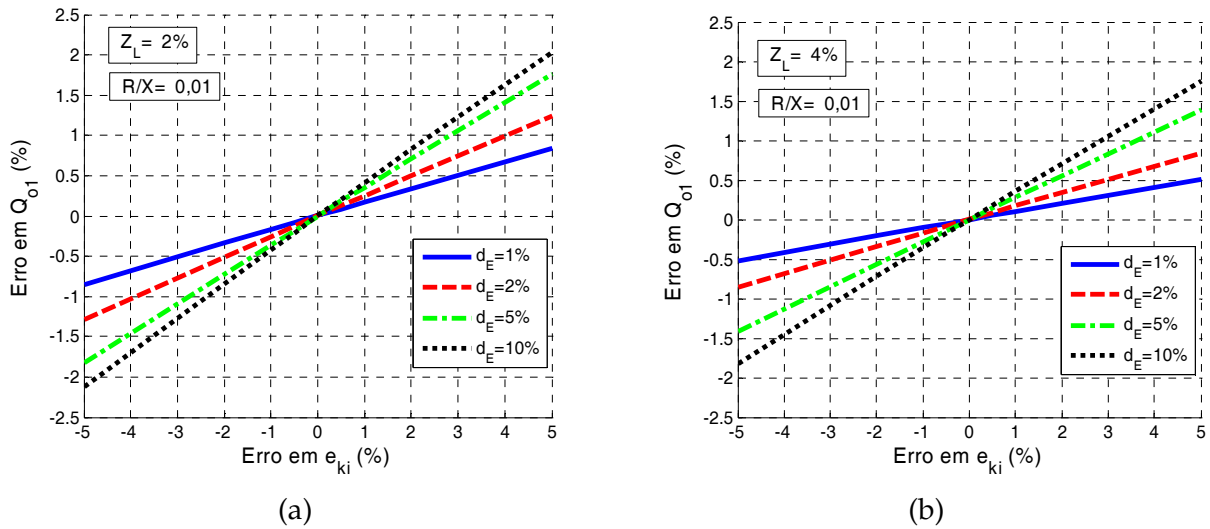 Z_L= 2%
R/X= 0,01
2.5
2
1.5
1
0.5
0
-0.5
-1
-1.5
-2
-2.5
-5 -4 -3 -2 -1 0 1 2 3 4 5
Erro em Q_o1 (%)
Erro em e_ki (%)
d_E=1%
d_E=2%
d_E=5%
d_E=10%
(a)
Z_L= 4%
R/X= 0,01
2.5
2
1.5
1
0.5
0
-0.5
-1
-1.5
-2
-2.5
-5 -4 -3 -2 -1 0 1 2 3 4 5
Erro em Q_o1 (%)
Erro em e_ki (%)
d_E=1%
d_E=2%
d_E=5%
d_E=10%
(b)